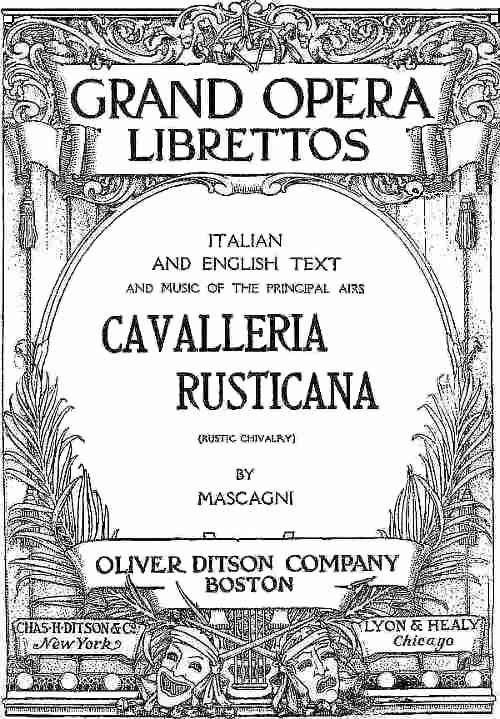 GRAND OPERA
LIBRETTOS
ITALIAN
AND ENGLISH TEXT
AND MUSIC OF THE PRINCIPAL AIRS
CAVALLERIA
RUSTICANA
(RUSTIC CHIVALRY)
BY
MASCAGNI
OLIVER DITSON COMPANY
BOSTON
CHAS·H·DITSON & Co.
New York
LYON & HEALY
Chicago